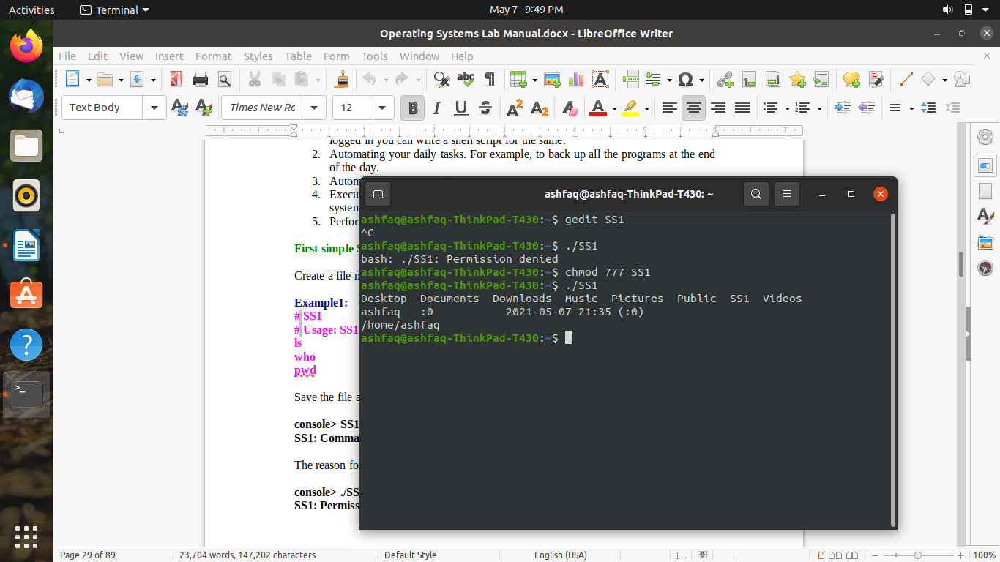 Activities
Terminal
May 7 9:49 PM
Operating Systems Lab Manual.docx - LibreOffice Writer
File Edit View Insert Format Styles Table Form Tools Window Help
Text Body
Times New Ro
12
1 1 2 3 4 5 6 7
logged in you can write a shell script for the same.
2. Automating your daily tasks. For example, to back up all the programs at the end
of the day.
3. Autom
4. Execu
system
5. Perfor
First simple S
Create a file n
Example1:
# SS1
# Usage: SS1
ls
who
pwd
Save the file a
console> SS1
SS1: Comma
The reason fo
console> ./SS
SS1: Permiss
ashfaq@ashfaq-ThinkPad-T430: ~
ashfaq@ashfaq-ThinkPad-T430:~$ gedit SS1
^C
ashfaq@ashfaq-ThinkPad-T430:~$ ./SS1
bash: ./SS1: Permission denied
ashfaq@ashfaq-ThinkPad-T430:~$ chmod 777 SS1
ashfaq@ashfaq-ThinkPad-T430:~$ ./SS1
Desktop Documents Downloads Music Pictures Public SS1 Videos
ashfaq :0 2021-05-07 21:35 (:0)
/home/ashfaq
ashfaq@ashfaq-ThinkPad-T430:~$
Page 29 of 89
23,704 words, 147,202 characters
Default Style
English (USA)
100%